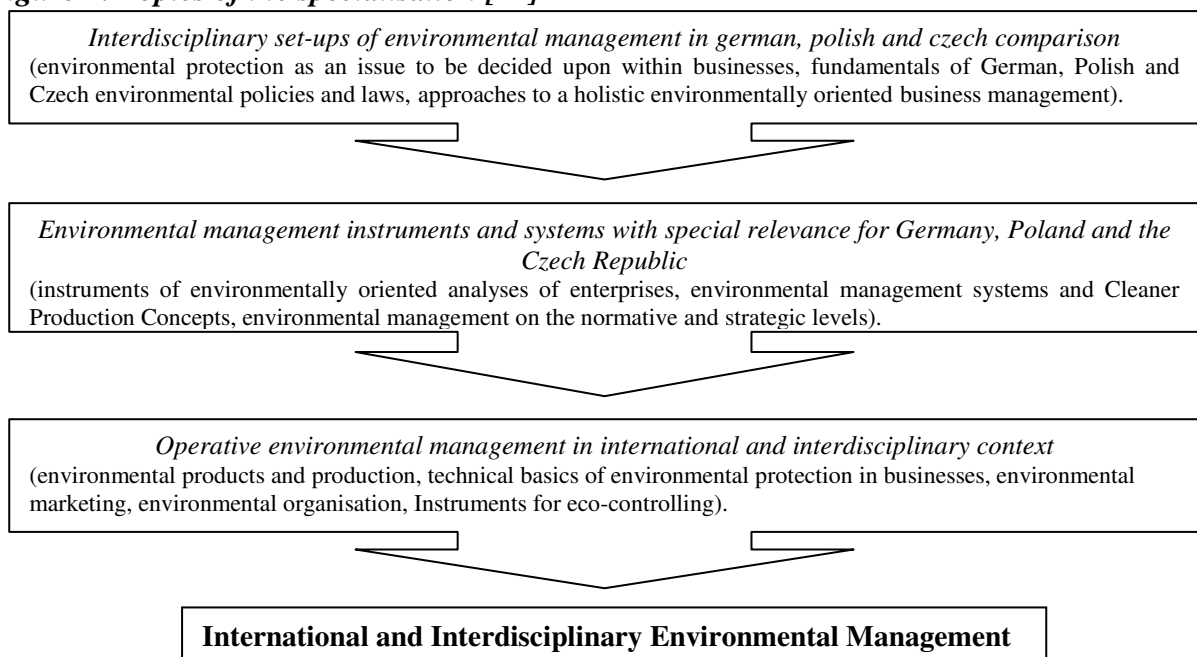 Interdisciplinary set-ups of environmental management in german, polish and czech comparison
(environmental protection as an issue to be decided upon within businesses, fundamentals of German, Polish and
Czech environmental policies and laws, approaches to a holistic environmentally oriented business management).
Environmental management instruments and systems with special relevance for Germany, Poland and the
Czech Republic
(instruments of environmentally oriented analyses of enterprises, environmental management systems and Cleaner
Production Concepts, environmental management on the normative and strategic levels).
Operative environmental management in international and interdisciplinary context
(environmental products and production, technical basics of environmental protection in businesses, environmental
marketing, environmental organisation, Instruments for eco-controlling).
International and Interdisciplinary Environmental Management